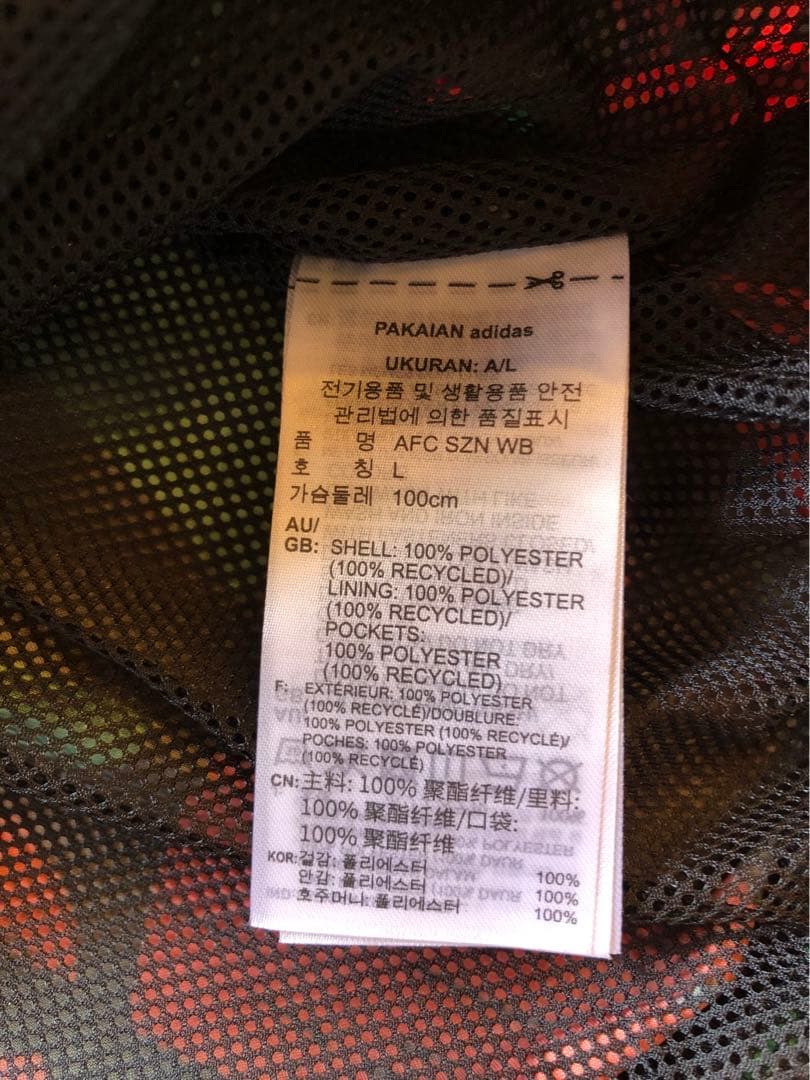 PAKAIAN adidas
UKURAN: A/L
전기용품 및 생활용품 안전
관리법에 의한 품질표시
품 명 AFC SZN WB
호 칭 L
가슴둘레 100cm
AU/
GB: SHELL: 100% POLYESTER
(100% RECYCLED)/
LINING: 100% POLYESTER
(100% RECYCLED)/
POCKETS:
100% POLYESTER
(100% RECYCLED)
F: EXTÉRIEUR: 100% POLYESTER
(100% RECYCLÉ)/DOUBLURE:
100% POLYESTER (100% RECYCLÉ)/
POCHES: 100% POLYESTER
(100% RECYCLÉ)
CN: 主料: 100% 聚酯纤维/里料:
100% 聚酯纤维/口袋:
100% 聚酯纤维
KOR: 겉감: 폴리에스터 100%
안감: 폴리에스터 100%
호주머니: 폴리에스터 100%